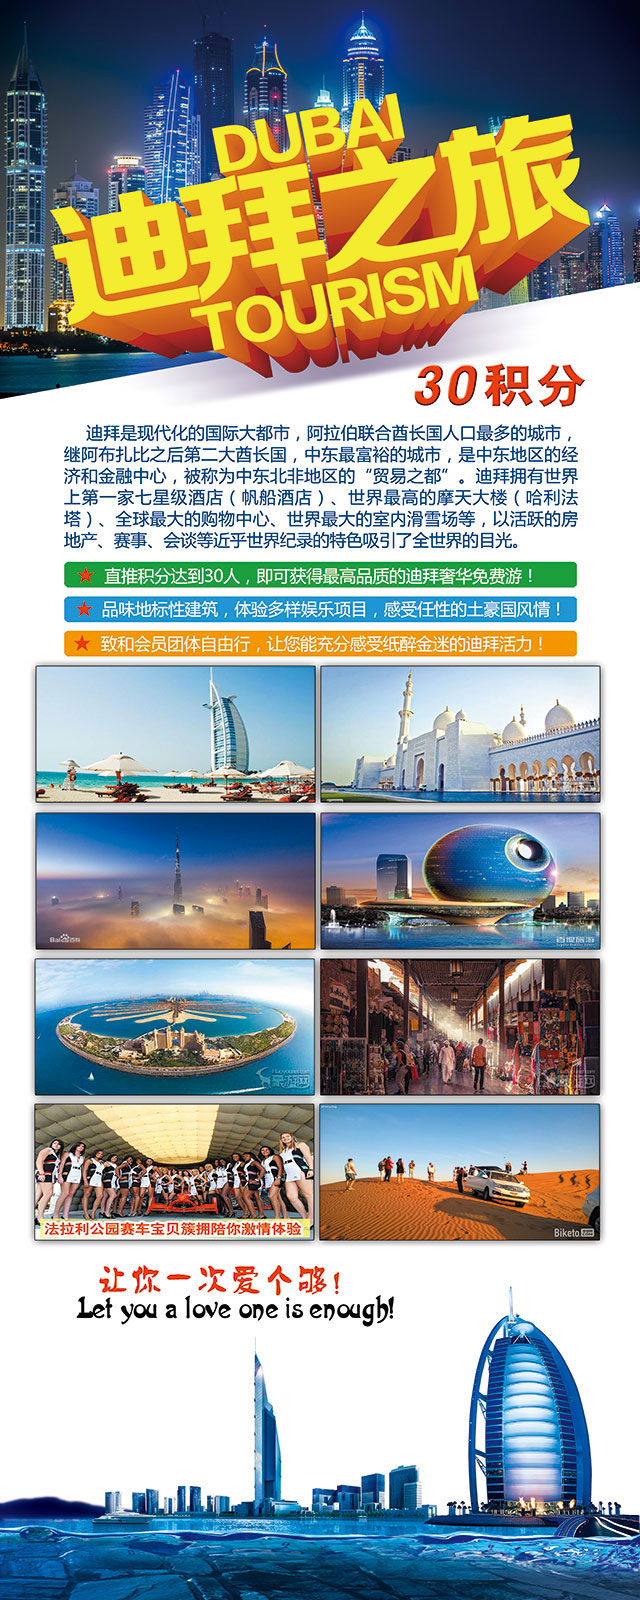 DUBAI
迪拜之旅
TOURISM
30积分
迪拜是现代化的国际大都市，阿拉伯联合酋长国人口最多的城市，
继阿布扎比之后第二大酋长国，中东最富裕的城市，是中东地区的经
济和金融中心，被称为中东北非地区的“贸易之都”。迪拜拥有世界
上第一家七星级酒店（帆船酒店）、世界最高的摩天大楼（哈利法
塔）、全球最大的购物中心、世界最大的室内滑雪场等，以活跃的房
地产、赛事、会谈等近乎世界纪录的特色吸引了全世界的目光。
★ 直推积分达到30人，即可获得最高品质的迪拜奢华免费游！
★ 品味地标性建筑，体验多样娱乐项目，感受任性的土豪国风情！
★ 致和会员团体自由行，让您能充分感受纸醉金迷的迪拜活力！
Baidu百科
法拉利公园赛车宝贝簇拥陪你激情体验
Biketo
让你一次爱个够！
Let you a love one is enough!